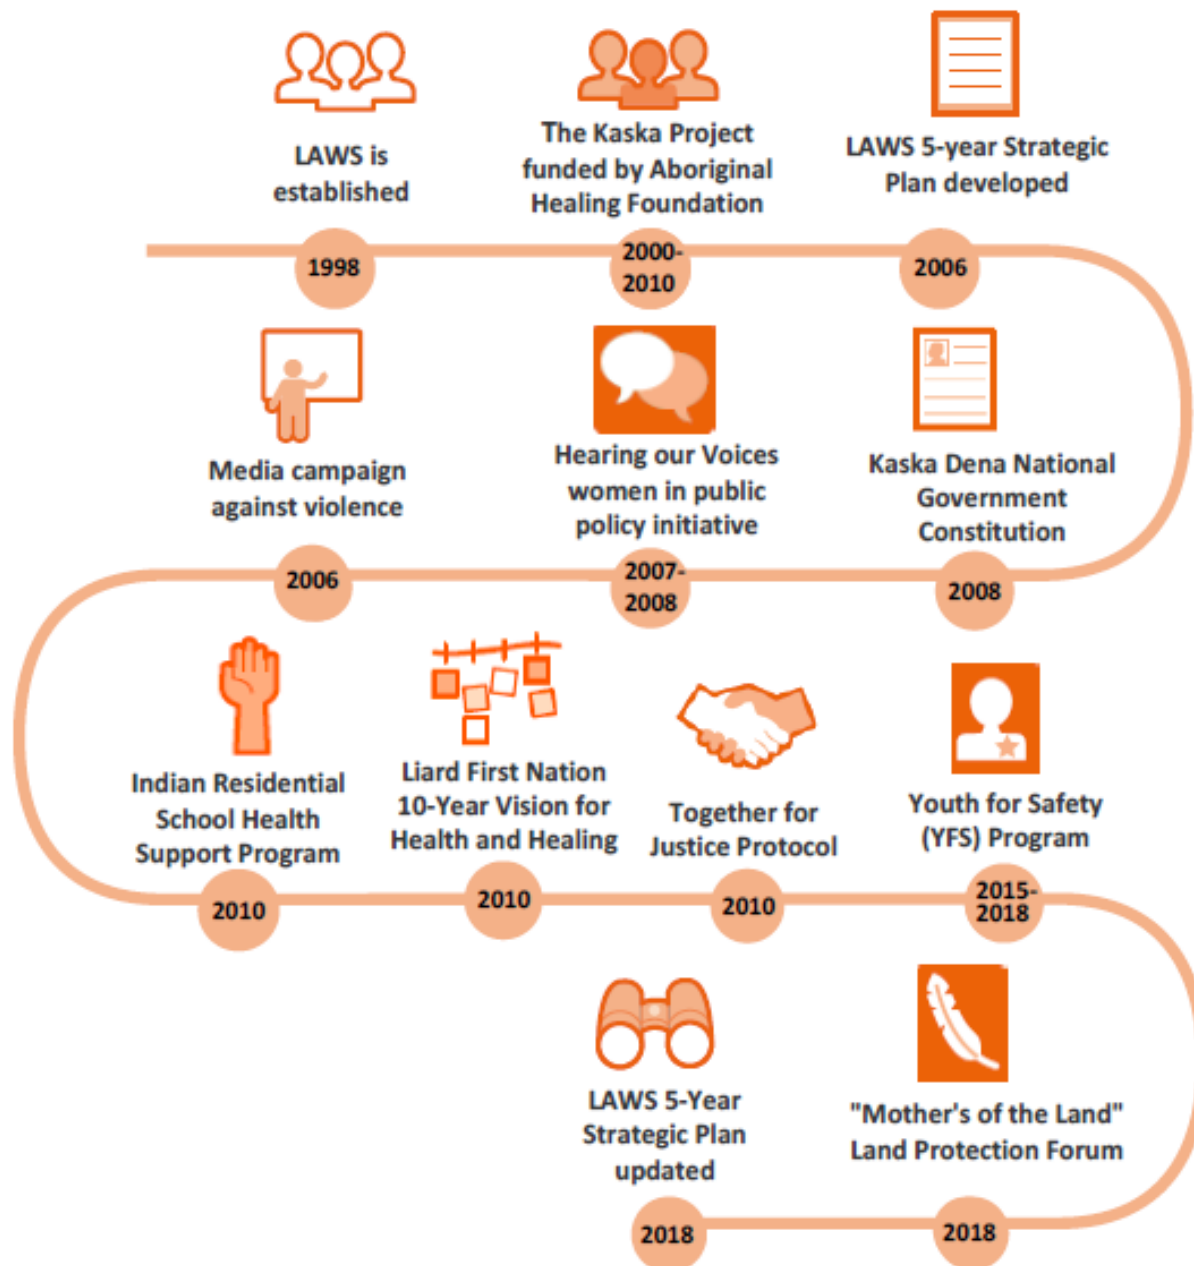 LAWS is
established
1998
The Kaska Project
funded by Aboriginal
Healing Foundation
2000-
2010
LAWS 5-year Strategic
Plan developed
2006
Media campaign
against violence
2006
Hearing our Voices
women in public
policy initiative
2007-
2008
Kaska Dena National
Government
Constitution
2008
Indian Residential
School Health
Support Program
2010
Liard First Nation
10-Year Vision for
Health and Healing
2010
Together for
Justice Protocol
2010
Youth for Safety
(YFS) Program
2015-
2018
LAWS 5-Year
Strategic Plan
updated
2018
"Mother's of the Land"
Land Protection Forum
2018